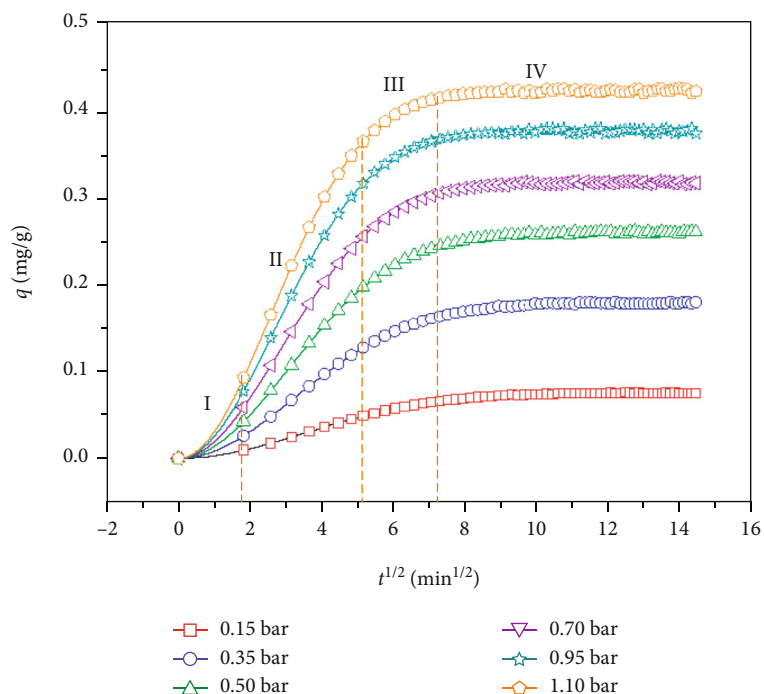 0.5
0.4
0.3
0.2
0.1
0.0
q (mg/g)
I
II
III
IV
−2 0 2 4 6 8 10 12 14 16
t^{1/2} (min^{1/2})
0.15 bar 0.70 bar
0.35 bar 0.95 bar
0.50 bar 1.10 bar